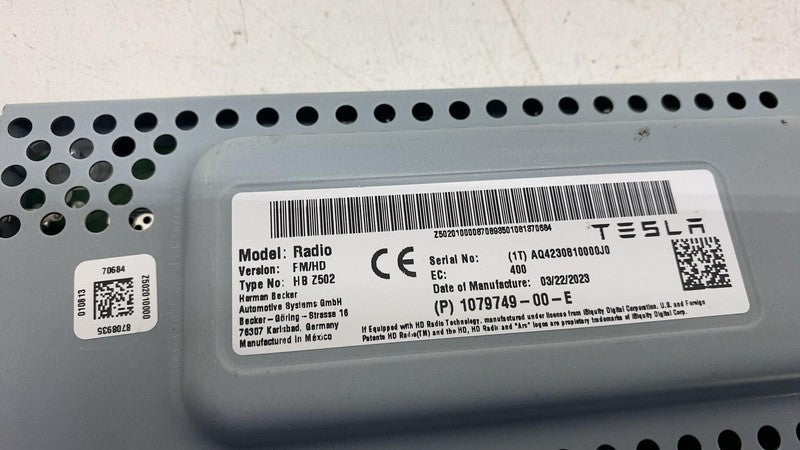 Z502010000870893501081370684
TESLA
Model: Radio
Version: FM/HD
Type No: HB Z502
Harman Becker
Automotive Systems GmbH
Becker-Göring-Strasse 16
76307 Karlsbad, Germany
Manufactured in México
CE
Serial No: (1T) AQ4230810000J0
EC: 400
Date of Manufacture: 03/22/2023
(P) 1079749-00-E
If Equipped with HD Radio Technology, manufactured under license from iBiquity Digital Corporation. U.S. and Foreign
Patents HD Radio(TM) and the HD, HD Radio and "Arc" logos are proprietary trademarks of iBiquity Digital Corp.
70684
Z5020100000
8708935
010813